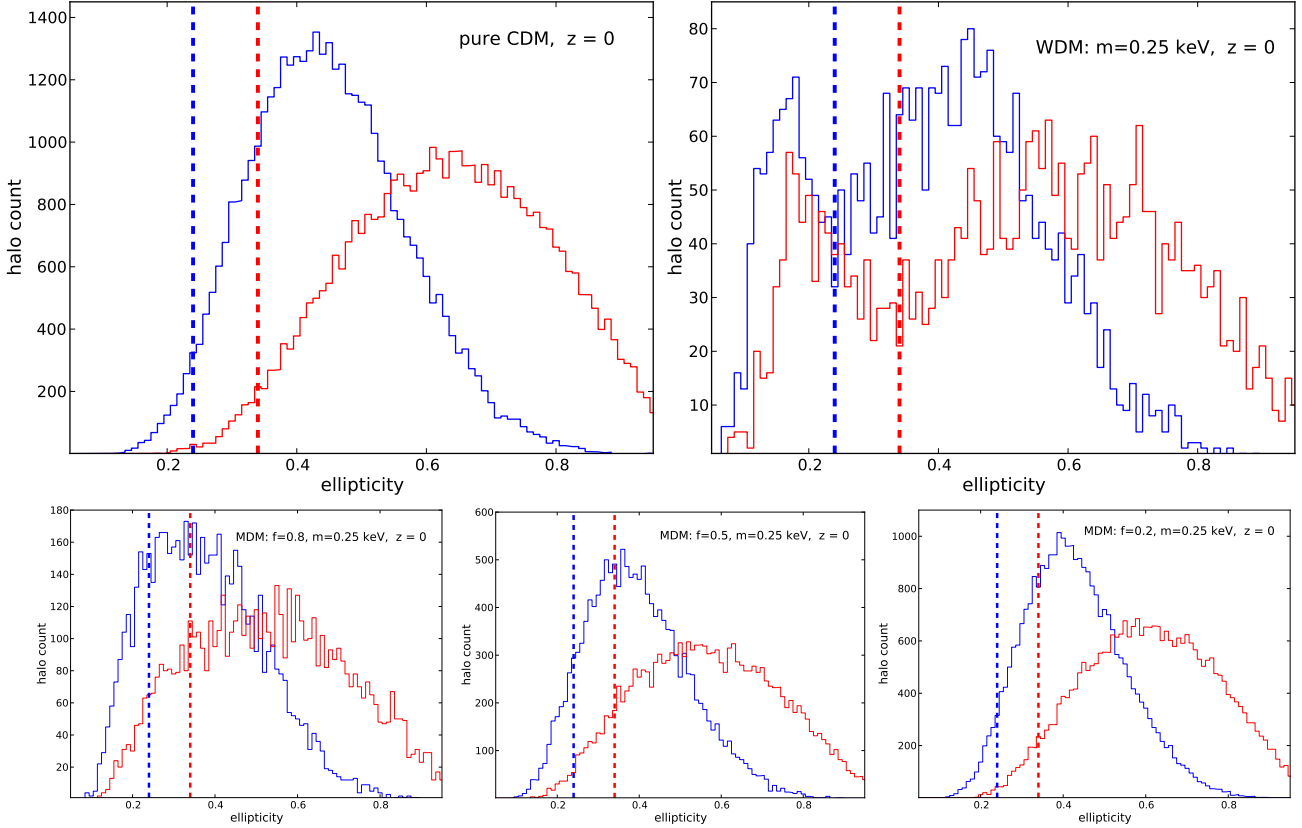 pure CDM, z = 0
1400
1200
1000
800
600
400
200
halo count
0.2 0.4 0.6 0.8
ellipticity
WDM: m=0.25 keV, z = 0
80
70
60
50
40
30
20
10
halo count
0.2 0.4 0.6 0.8
ellipticity
MDM: f=0.8, m=0.25 keV, z = 0
180
160
140
120
100
80
60
40
20
halo count
0.2 0.4 0.6 0.8
ellipticity
MDM: f=0.5, m=0.25 keV, z = 0
600
500
400
300
200
100
halo count
0.2 0.4 0.6 0.8
ellipticity
MDM: f=0.2, m=0.25 keV, z = 0
1000
800
600
400
200
halo count
0.2 0.4 0.6 0.8
ellipticity